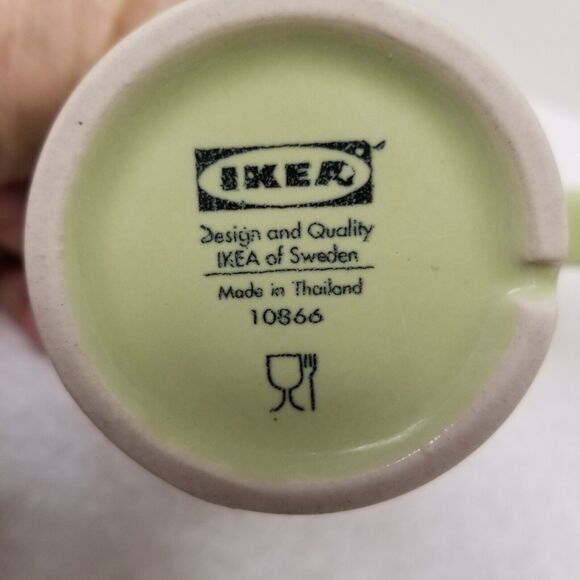 IKEA
Design and Quality
IKEA of Sweden
Made in Thailand
10866